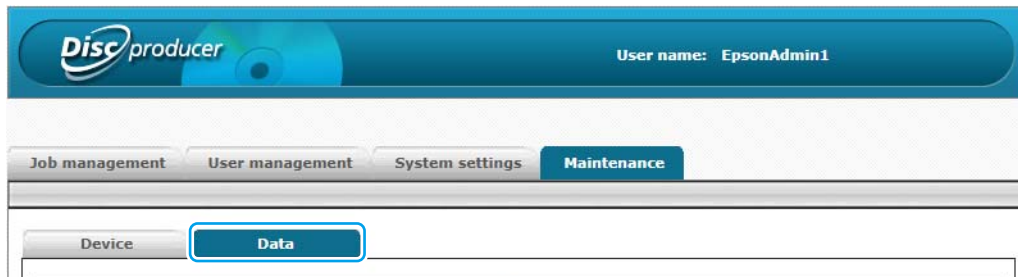 Disc producer
User name: EpsonAdmin1
Job management User management System settings Maintenance
Device Data